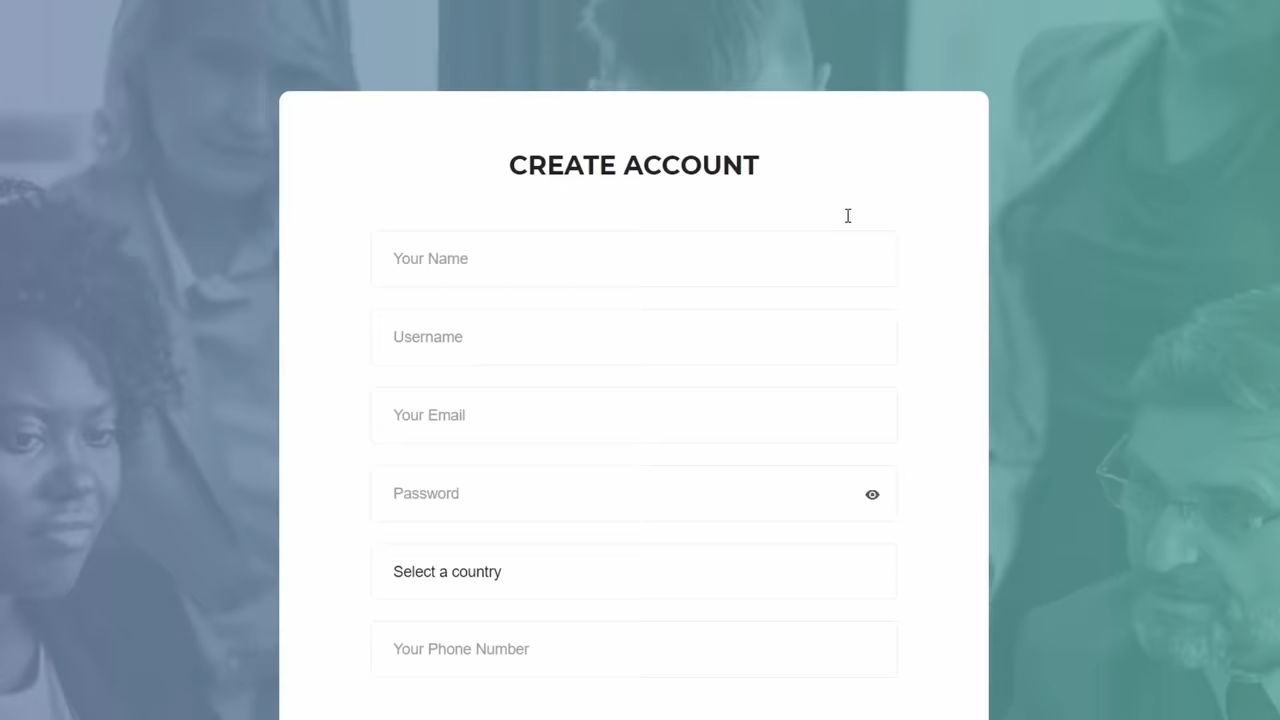 CREATE ACCOUNT
Your Name
Username
Your Email
Password
Select a country
Your Phone Number